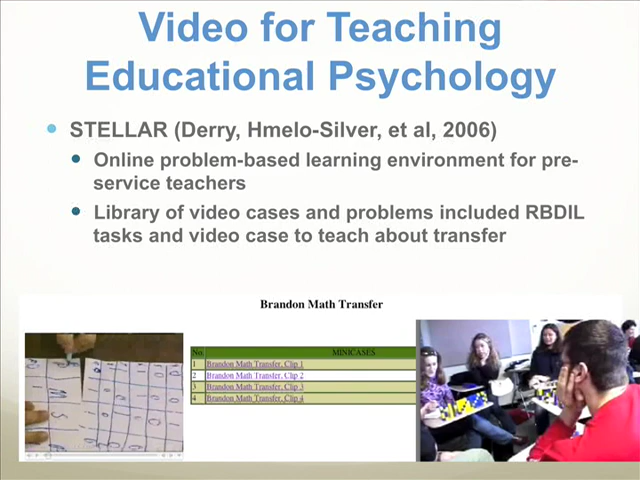 Video for Teaching
Educational Psychology
STELLAR (Derry, Hmelo-Silver, et al, 2006)
Online problem-based learning environment for pre-
service teachers
Library of video cases and problems included RBDIL
tasks and video case to teach about transfer
Brandon Math Transfer
No. MINICASES
1 Brandon Math Transfer, Clip 1
2 Brandon Math Transfer, Clip 2
3 Brandon Math Transfer, Clip 3
4 Brandon Math Transfer, Clip 4